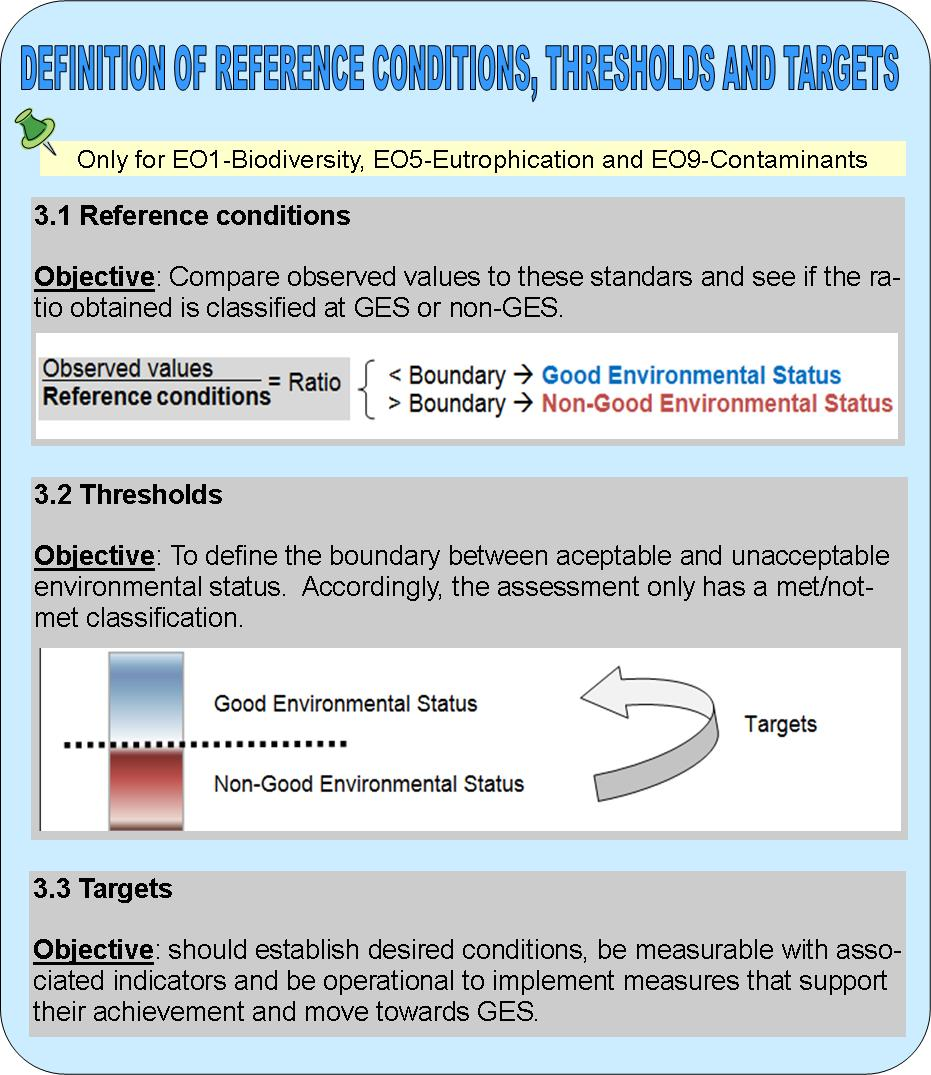 DEFINITION OF REFERENCE CONDITIONS, THRESHOLDS AND TARGETS
Only for EO1-Biodiversity, EO5-Eutrophication and EO9-Contaminants
3.1 Reference conditions
Objective: Compare observed values to these standars and see if the ra-
tio obtained is classified at GES or non-GES.
Observed values
Reference conditions
= Ratio
< Boundary → Good Environmental Status
> Boundary → Non-Good Environmental Status
3.2 Thresholds
Objective: To define the boundary between aceptable and unacceptable
environmental status.  Accordingly, the assessment only has a met/not-
met classification.
Good Environmental Status
Targets
Non-Good Environmental Status
3.3 Targets
Objective: should establish desired conditions, be measurable with asso-
ciated indicators and be operational to implement measures that support
their achievement and move towards GES.